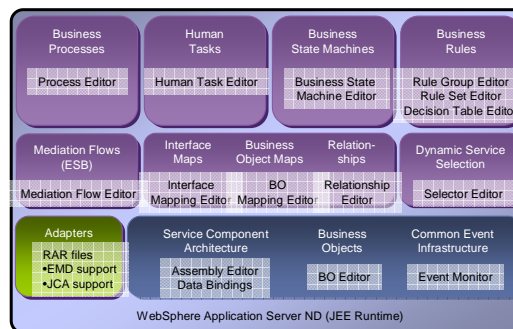 Business
Processes
Process Editor
Human
Tasks
Human Task Editor
Business
State Machines
Business State
Machine Editor
Business
Rules
Rule Group Editor
Rule Set Editor
Decision Table Editor
Mediation Flows
(ESB)
Mediation Flow Editor
Interface
Maps
Interface
Mapping Editor
Business
Object Maps
BO
Mapping Editor
Relation-
ships
Relationship
Editor
Dynamic Service
Selection
Selector Editor
Adapters
RAR files
•EMD support
•JCA support
Service Component
Architecture
Assembly Editor
Data Bindings
Business
Objects
BO Editor
Common Event
Infrastructure
Event Monitor
WebSphere Application Server ND (JEE Runtime)